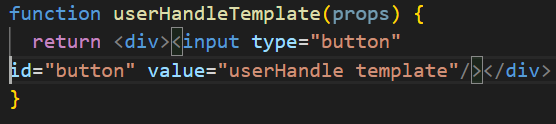 function userHandleTemplate(props) {
  return <div><input type="button"
id="button" value="userHandle template"/></div>
}